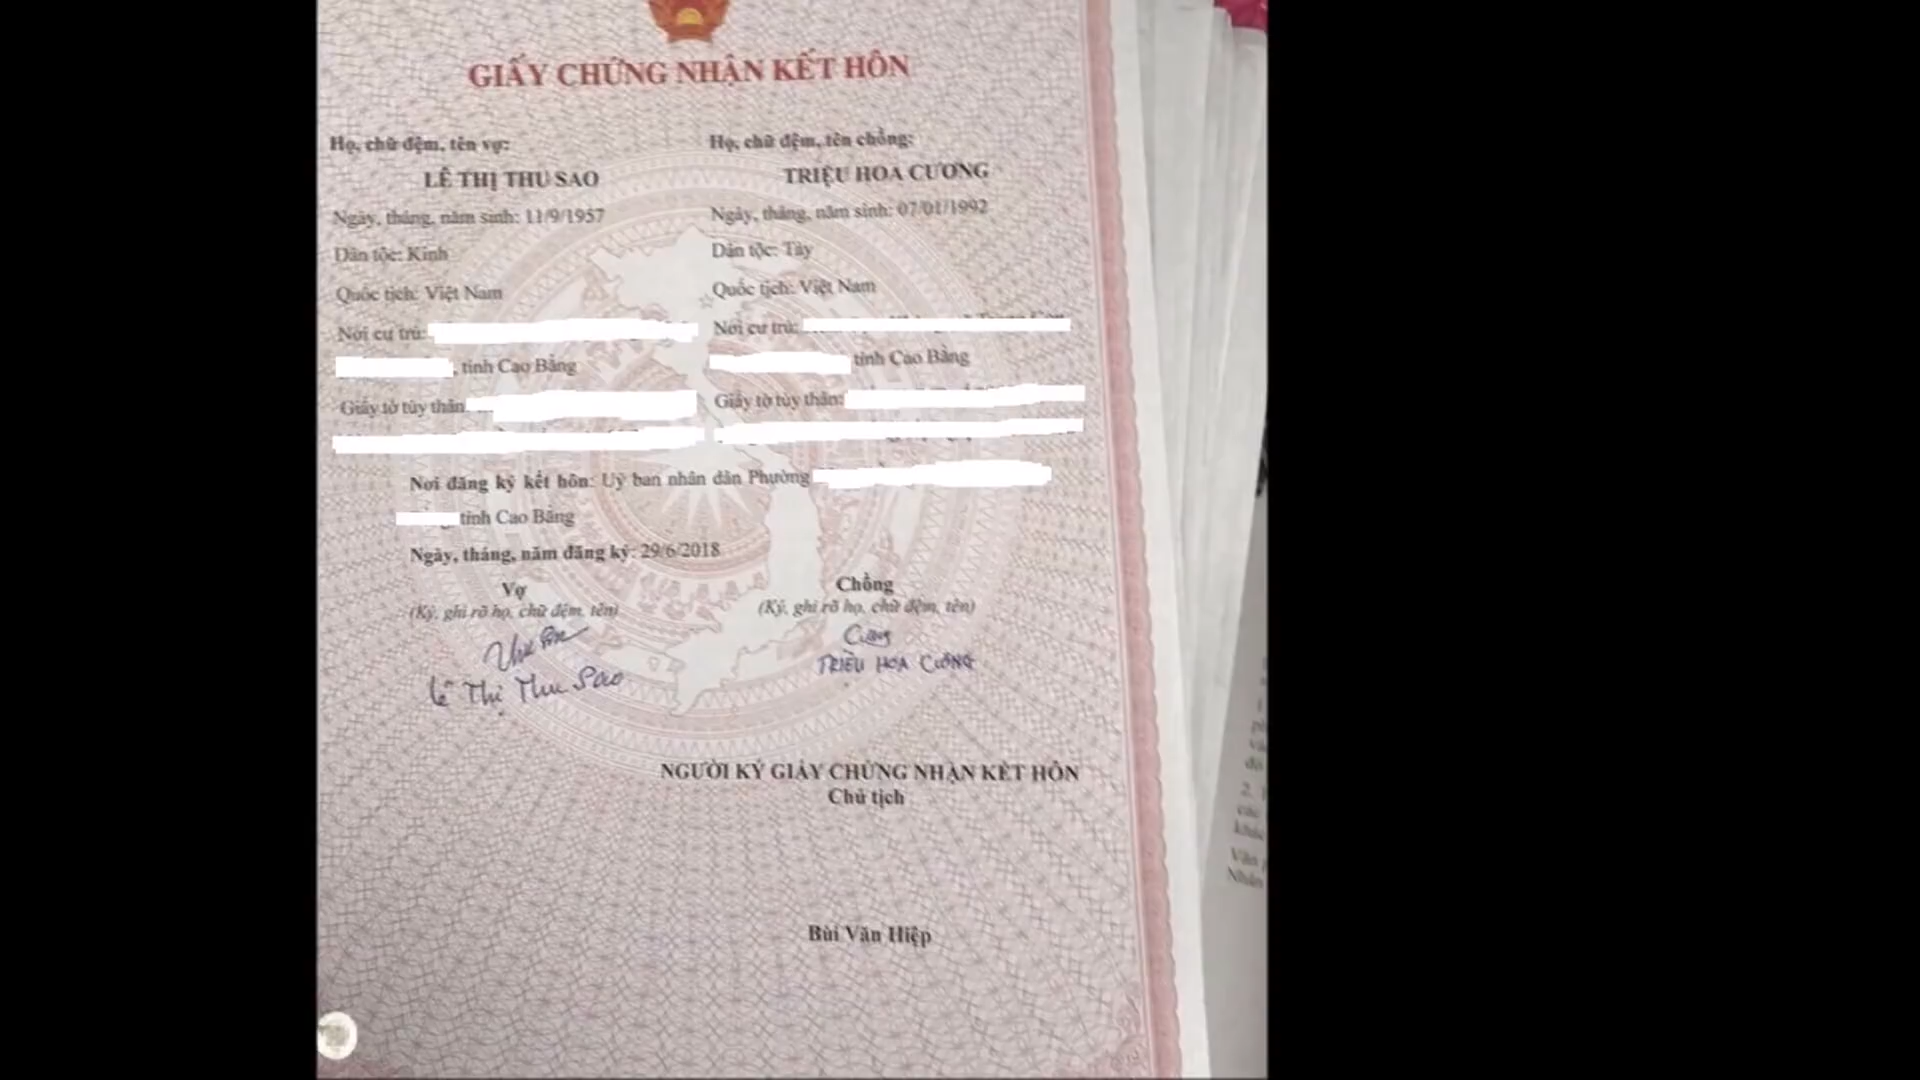 GIẤY CHỨNG NHẬN KẾT HÔN
Họ, chữ đệm, tên vợ:
Họ, chữ đệm, tên chồng:
LÊ THỊ THU SAO
TRIỆU HOA CƯƠNG
Ngày, tháng, năm sinh: 11/9/1957
Ngày, tháng, năm sinh: 07/01/1992
Dân tộc: Kinh
Dân tộc: Tày
Quốc tịch: Việt Nam
Quốc tịch: Việt Nam
Nơi cư trú:
Nơi cư trú:
, tỉnh Cao Bằng
tỉnh Cao Bằng
Giấy tờ tùy thân
Giấy tờ tùy thân:
Nơi đăng ký kết hôn: Uỷ ban nhân dân Phường
tỉnh Cao Bằng
Ngày, tháng, năm đăng ký: 29/6/2018
Vợ
Chồng
(Ký, ghi rõ họ, chữ đệm, tên)
(Ký, ghi rõ họ, chữ đệm, tên)
Cương
Lê Thị Thu Sao
TRIỆU HOA CƯƠNG
NGƯỜI KÝ GIẤY CHỨNG NHẬN KẾT HÔN
Chủ tịch
Bùi Văn Hiệp
2.
các
khác
Văn
Nhân